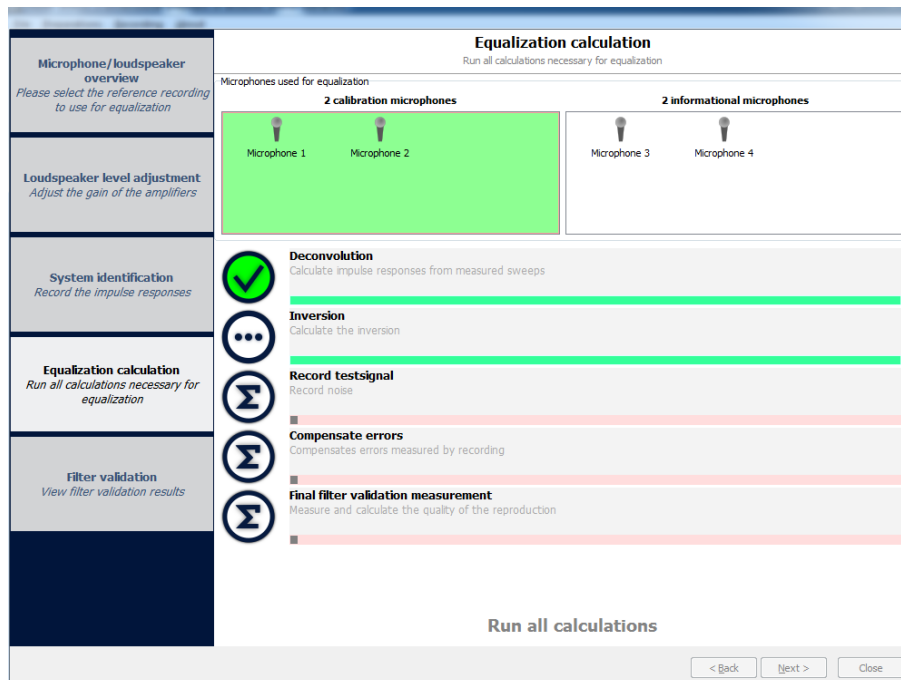 Microphone/loudspeaker
overview
Please select the reference recording
to use for equalization
Loudspeaker level adjustment
Adjust the gain of the amplifiers
System identification
Record the impulse responses
Equalization calculation
Run all calculations necessary for
equalization
Filter validation
View filter validation results
Equalization calculation
Run all calculations necessary for equalization
Microphones used for equalization
2 calibration microphones
2 informational microphones
Microphone 1
Microphone 2
Microphone 3
Microphone 4
Deconvolution
Calculate impulse responses from measured sweeps
Inversion
Calculate the inversion
Record testsignal
Record noise
Compensate errors
Compensates errors measured by recording
Final filter validation measurement
Measure and calculate the quality of the reproduction
Run all calculations
< Back
Next >
Close